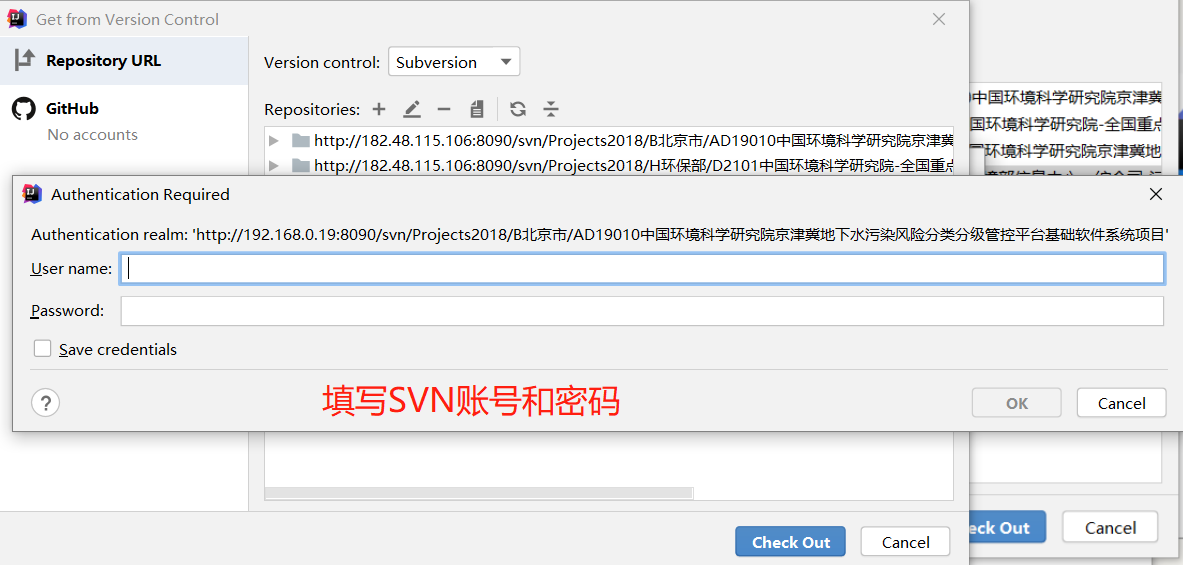 Get from Version Control
Repository URL
GitHub
No accounts
Version control: Subversion
Repositories:
http://182.48.115.106:8090/svn/Projects2018/B北京市/AD19010中国环境科学研究院京津冀
http://182.48.115.106:8090/svn/Projects2018/H环保部/D2101中国环境科学研究院-全国重点
中国环境科学研究院京津冀
国环境科学研究院-全国重点
环境科学研究院京津冀地
Authentication Required
Authentication realm: 'http://192.168.0.19:8090/svn/Projects2018/B北京市/AD19010中国环境科学研究院京津冀地下水污染风险分类分级管控平台基础软件系统项目'
User name:
Password:
Save credentials
?
填写SVN账号和密码
OK
Cancel
Check Out
Cancel
eck Out
Cancel